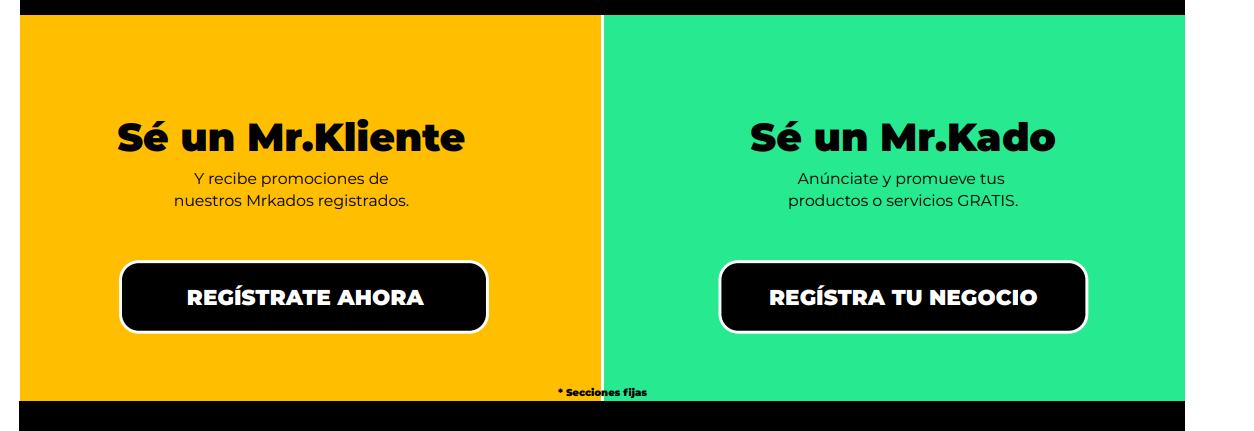 Sé un Mr.Kliente
Y recibe promociones de
nuestros Mrkados registrados.
REGÍSTRATE AHORA
Sé un Mr.Kado
Anúnciate y promueve tus
productos o servicios GRATIS.
REGÍSTRA TU NEGOCIO
* Secciones fijas